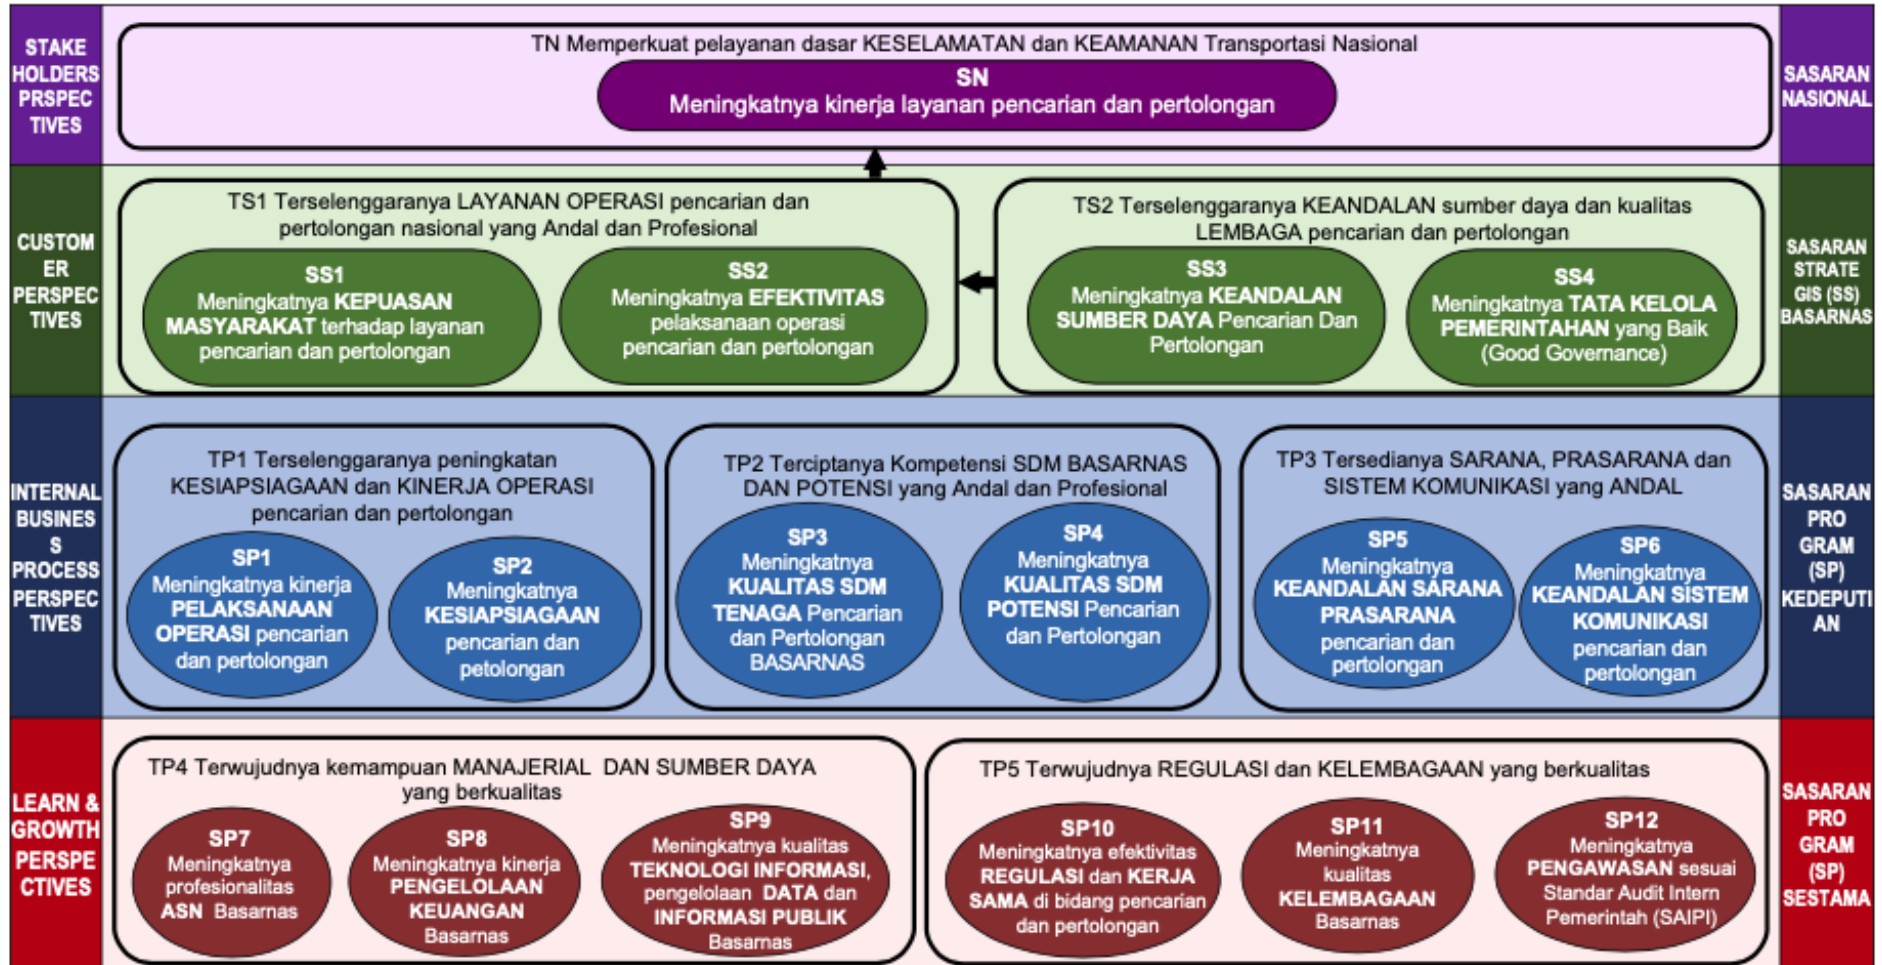 STAKE
HOLDERS
PRSPEC
TIVES
TN Memperkuat pelayanan dasar KESELAMATAN dan KEAMANAN Transportasi Nasional
SN
Meningkatnya kinerja layanan pencarian dan pertolongan
SASARAN
NASIONAL
CUSTOM
ER
PERSPEC
TIVES
TS1 Terselenggaranya LAYANAN OPERASI pencarian dan
pertolongan nasional yang Andal dan Profesional
SS1
Meningkatnya KEPUASAN
MASYARAKAT terhadap layanan
pencarian dan pertolongan
SS2
Meningkatnya EFEKTIVITAS
pelaksanaan operasi
pencarian dan pertolongan
TS2 Terselenggaranya KEANDALAN sumber daya dan kualitas
LEMBAGA pencarian dan pertolongan
SS3
Meningkatnya KEANDALAN
SUMBER DAYA Pencarian Dan
Pertolongan
SS4
Meningkatnya TATA KELOLA
PEMERINTAHAN yang Baik
(Good Governance)
SASARAN
STRATE
GIS (SS)
BASARNAS
INTERNAL
BUSINES
S
PROCESS
PERSPEC
TIVES
TP1 Terselenggaranya peningkatan
KESIAPSIAGAAN dan KINERJA OPERASI
pencarian dan pertolongan
SP1
Meningkatnya kinerja
PELAKSANAAN
OPERASI pencarian
dan pertolongan
SP2
Meningkatnya
KESIAPSIAGAAN
pencarian dan
petolongan
TP2 Terciptanya Kompetensi SDM BASARNAS
DAN POTENSI yang Andal dan Profesional
SP3
Meningkatnya
KUALITAS SDM
TENAGA Pencarian
dan Pertolongan
BASARNAS
SP4
Meningkatnya
KUALITAS SDM
POTENSI Pencarian
dan Pertolongan
TP3 Tersedianya SARANA, PRASARANA dan
SISTEM KOMUNIKASI yang ANDAL
SP5
Meningkatnya
KEANDALAN SARANA
PRASARANA
pencarian dan
pertolongan
SP6
Meningkatnya
KEANDALAN SISTEM
KOMUNIKASI
pencarian dan
pertolongan
SASARAN
PRO
GRAM
(SP)
KEDEPUTI
AN
LEARN &
GROWTH
PERSPE
CTIVES
TP4 Terwujudnya kemampuan MANAJERIAL DAN SUMBER DAYA
yang berkualitas
SP7
Meningkatnya
profesionalitas
ASN Basarnas
SP8
Meningkatnya kinerja
PENGELOLAAN
KEUANGAN
Basarnas
SP9
Meningkatnya kualitas
TEKNOLOGI INFORMASI,
pengelolaan DATA dan
INFORMASI PUBLIK
Basarnas
TP5 Terwujudnya REGULASI dan KELEMBAGAAN yang berkualitas
SP10
Meningkatnya efektivitas
REGULASI dan KERJA
SAMA di bidang pencarian
dan pertolongan
SP11
Meningkatnya
kualitas
KELEMBAGAAN
Basarnas
SP12
Meningkatnya
PENGAWASAN sesuai
Standar Audit Intern
Pemerintah (SAIPI)
SASARAN
PRO
GRAM
(SP)
SESTAMA